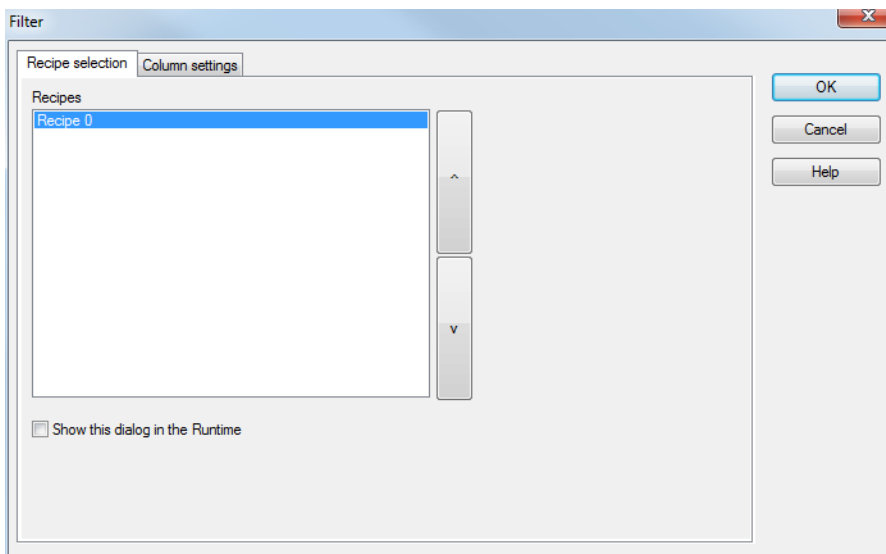 Filter
X
Recipe selection Column settings
Recipes
Recipe 0
^
v
Show this dialog in the Runtime
OK
Cancel
Help